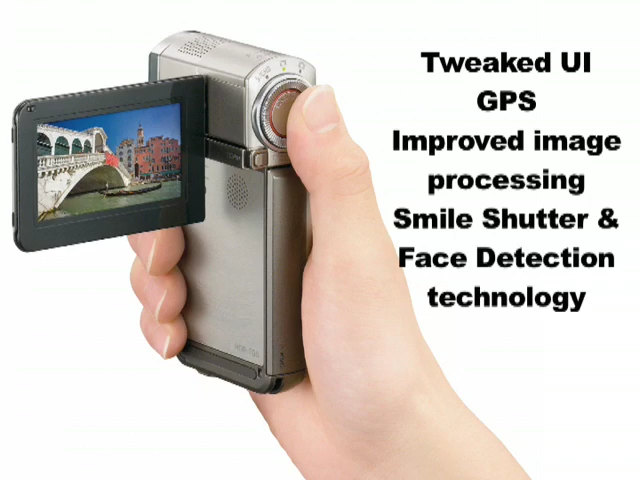 Tweaked UI
GPS
Improved image
processing
Smile Shutter &
Face Detection
technology